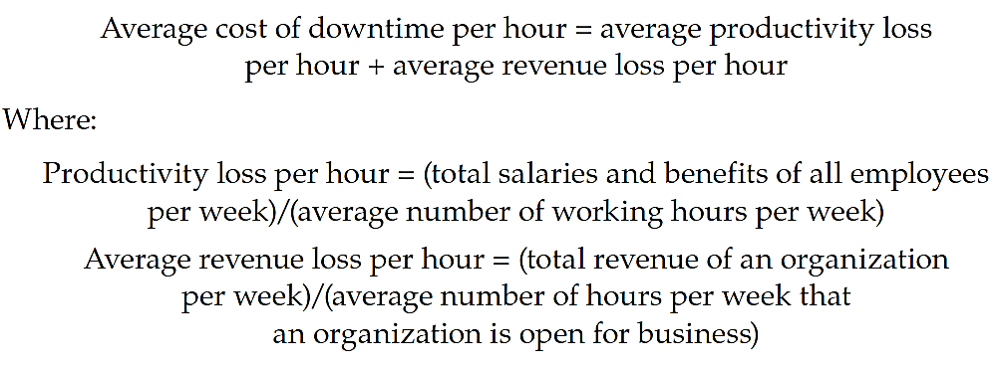 Average cost of downtime per hour = average productivity loss
per hour + average revenue loss per hour
Where:
Productivity loss per hour = (total salaries and benefits of all employees
per week)/(average number of working hours per week)
Average revenue loss per hour = (total revenue of an organization
per week)/(average number of hours per week that
an organization is open for business)